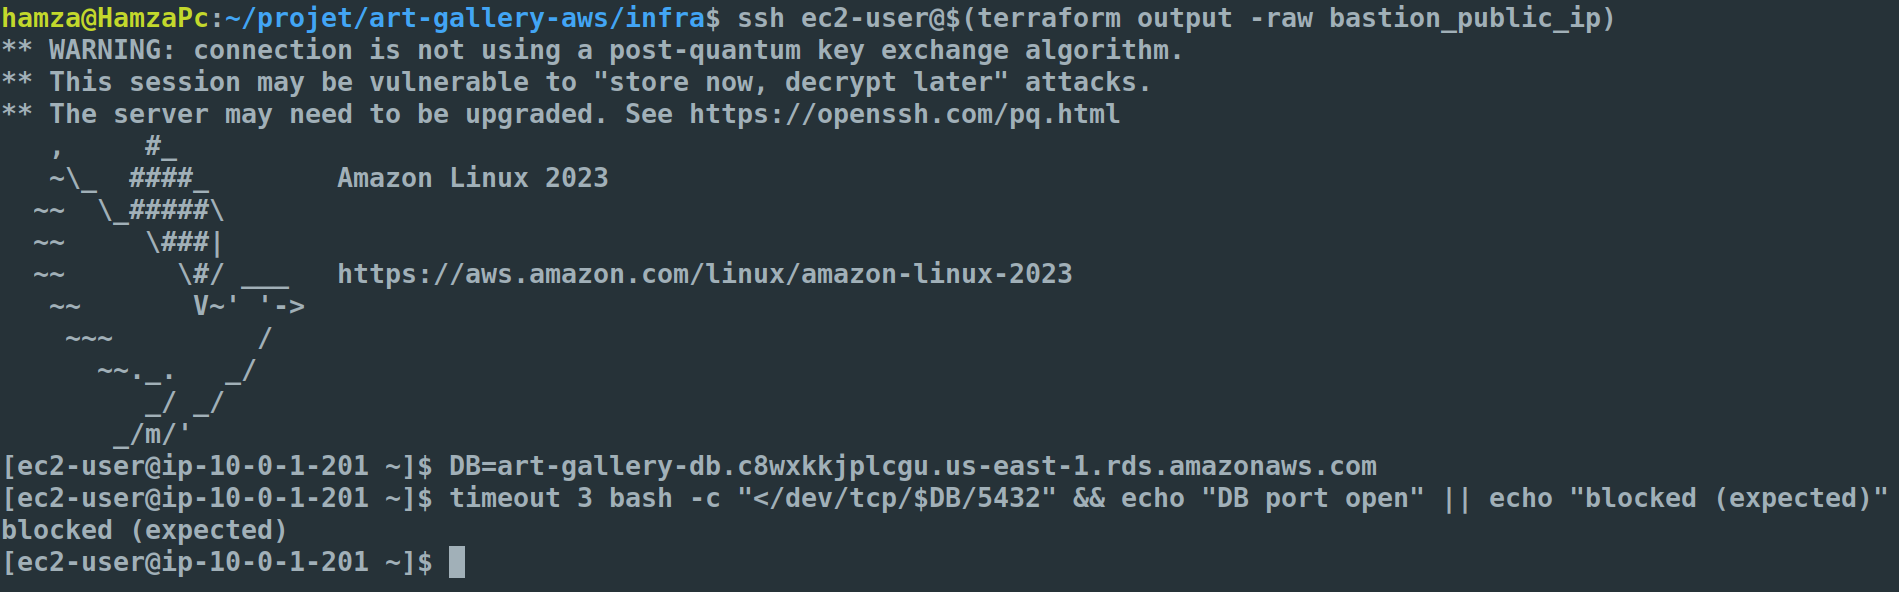 hamza@HamzaPc:~/projet/art-gallery-aws/infra$ ssh ec2-user@$(terraform output -raw bastion_public_ip)
** WARNING: connection is not using a post-quantum key exchange algorithm.
** This session may be vulnerable to "store now, decrypt later" attacks.
** The server may need to be upgraded. See https://openssh.com/pq.html
   ,     #_
   ~\_  ####_        Amazon Linux 2023
  ~~  \_#####\
  ~~     \###|
  ~~       \#/ ___   https://aws.amazon.com/linux/amazon-linux-2023
   ~~       V~' '->
    ~~~         /
      ~~._.   _/
         _/ _/
       _/m/'
[ec2-user@ip-10-0-1-201 ~]$ DB=art-gallery-db.c8wxkkjplcgu.us-east-1.rds.amazonaws.com
[ec2-user@ip-10-0-1-201 ~]$ timeout 3 bash -c "</dev/tcp/$DB/5432" && echo "DB port open" || echo "blocked (expected)"
blocked (expected)
[ec2-user@ip-10-0-1-201 ~]$